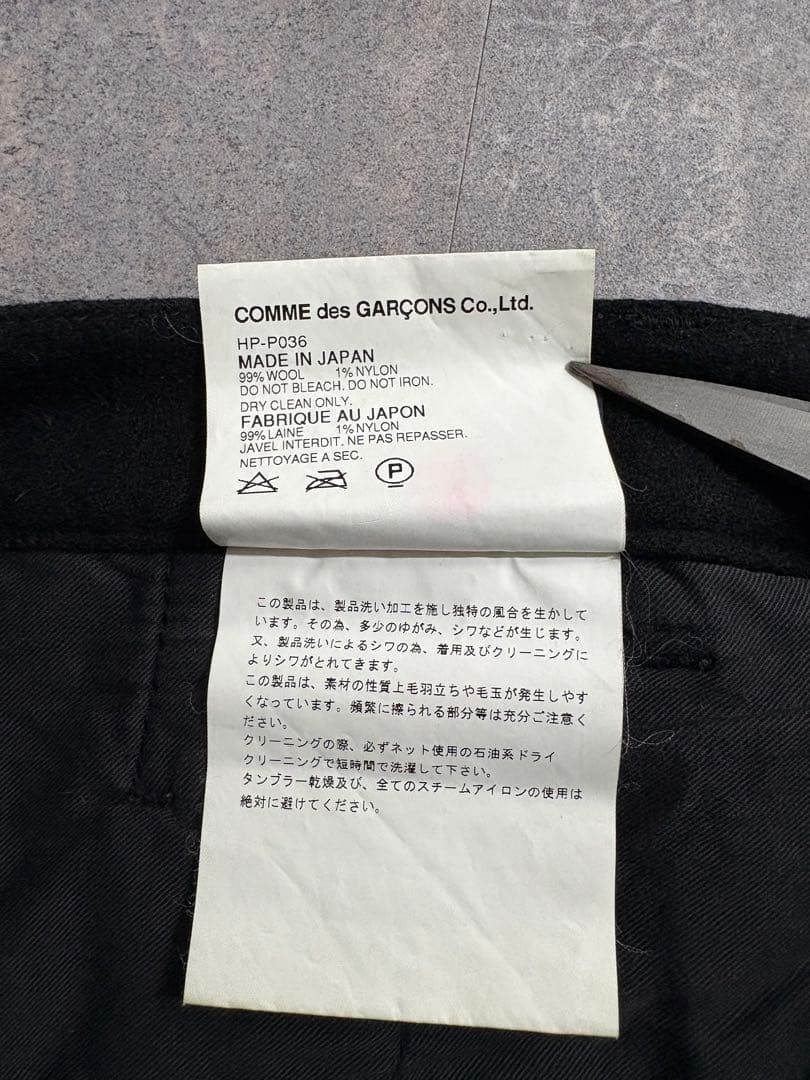 COMME des GARÇONS Co.,Ltd.
HP-P036
MADE IN JAPAN
99% WOOL 1% NYLON
DO NOT BLEACH. DO NOT IRON.
DRY CLEAN ONLY.
FABRIQUE AU JAPON
99% LAINE 1% NYLON
JAVEL INTERDIT. NE PAS REPASSER.
NETTOYAGE A SEC.
P
この製品は、製品洗い加工を施し独特の風合を生かして
います。その為、多少のゆがみ、シワなどが生じます。
又、製品洗いによるシワの為、着用及びクリーニングに
よりシワがとれてきます。
この製品は、素材の性質上毛羽立ちや毛玉が発生しやす
くなっています。頻繁に擦られる部分等は充分ご注意く
ださい。
クリーニングの際、必ずネット使用の石油系ドライ
クリーニングで短時間で洗濯して下さい。
タンブラー乾燥及び、全てのスチームアイロンの使用は
絶対に避けてください。